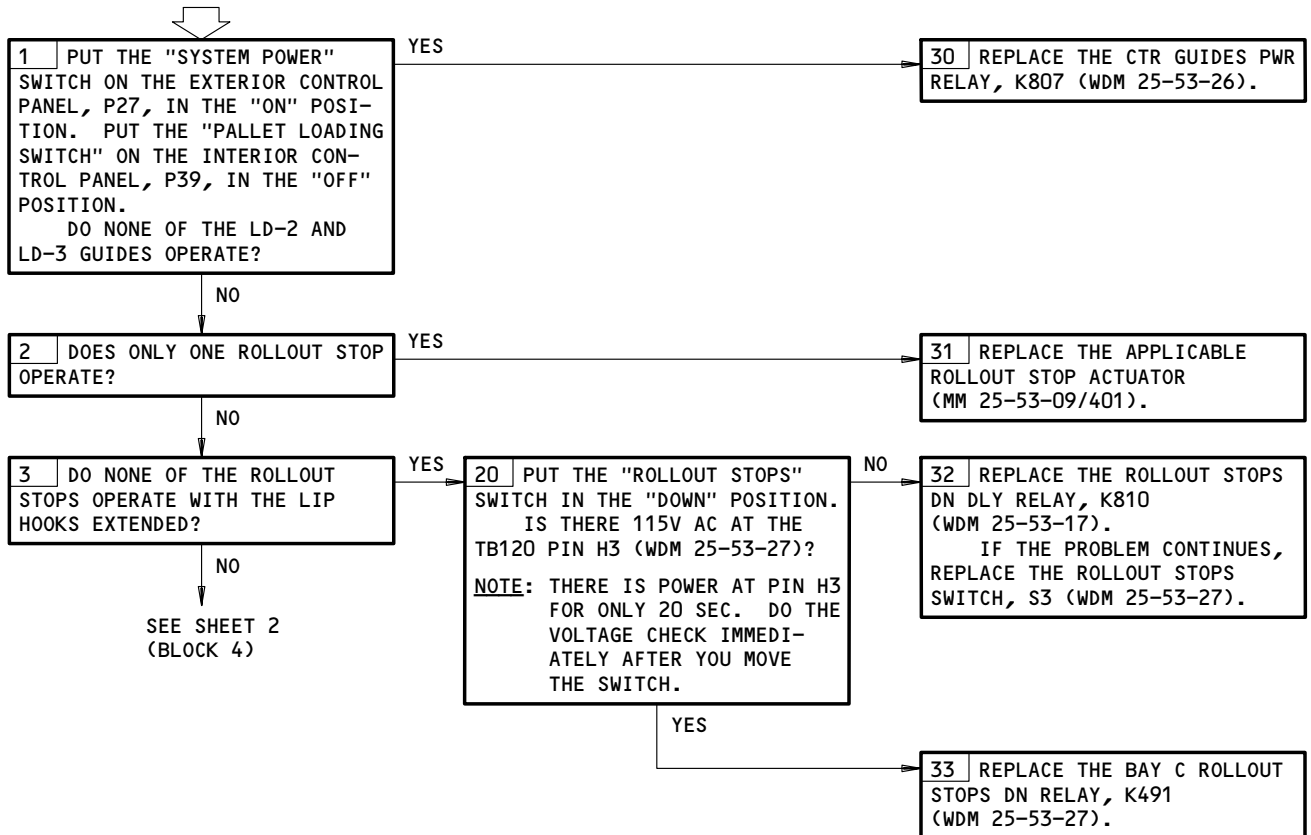 1 PUT THE "SYSTEM POWER"
SWITCH ON THE EXTERIOR CONTROL
PANEL, P27, IN THE "ON" POSI-
TION. PUT THE "PALLET LOADING
SWITCH" ON THE INTERIOR CON-
TROL PANEL, P39, IN THE "OFF"
POSITION.
DO NONE OF THE LD-2 AND
LD-3 GUIDES OPERATE?
YES
30 REPLACE THE CTR GUIDES PWR
RELAY, K807 (WDM 25-53-26).
NO
2 DOES ONLY ONE ROLLOUT STOP
OPERATE?
YES
31 REPLACE THE APPLICABLE
ROLLOUT STOP ACTUATOR
(MM 25-53-09/401).
NO
3 DO NONE OF THE ROLLOUT
STOPS OPERATE WITH THE LIP
HOOKS EXTENDED?
YES
20 PUT THE "ROLLOUT STOPS"
SWITCH IN THE "DOWN" POSITION.
IS THERE 115V AC AT THE
TB120 PIN H3 (WDM 25-53-27)?
NOTE: THERE IS POWER AT PIN H3
FOR ONLY 20 SEC. DO THE
VOLTAGE CHECK IMMEDI-
ATELY AFTER YOU MOVE
THE SWITCH.
NO
32 REPLACE THE ROLLOUT STOPS
DN DLY RELAY, K810
(WDM 25-53-17).
IF THE PROBLEM CONTINUES,
REPLACE THE ROLLOUT STOPS
SWITCH, S3 (WDM 25-53-27).
NO
SEE SHEET 2
(BLOCK 4)
YES
33 REPLACE THE BAY C ROLLOUT
STOPS DN RELAY, K491
(WDM 25-53-27).